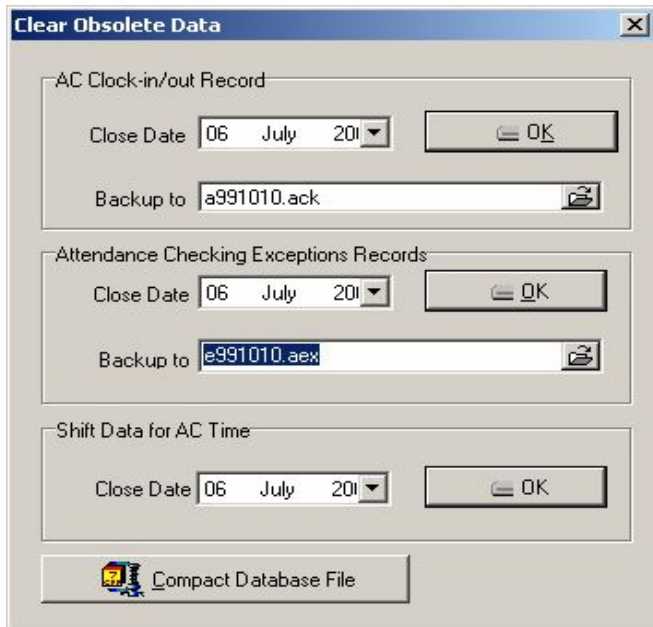 Clear Obsolete Data
AC Clock-in/out Record
Close Date 06 July OK
Backup to a991010.ack
Attendance Checking Exceptions Records
Close Date 06 July OK
Backup to e991010.aex
Shift Data for AC Time
Close Date 06 July OK
Compact Database File